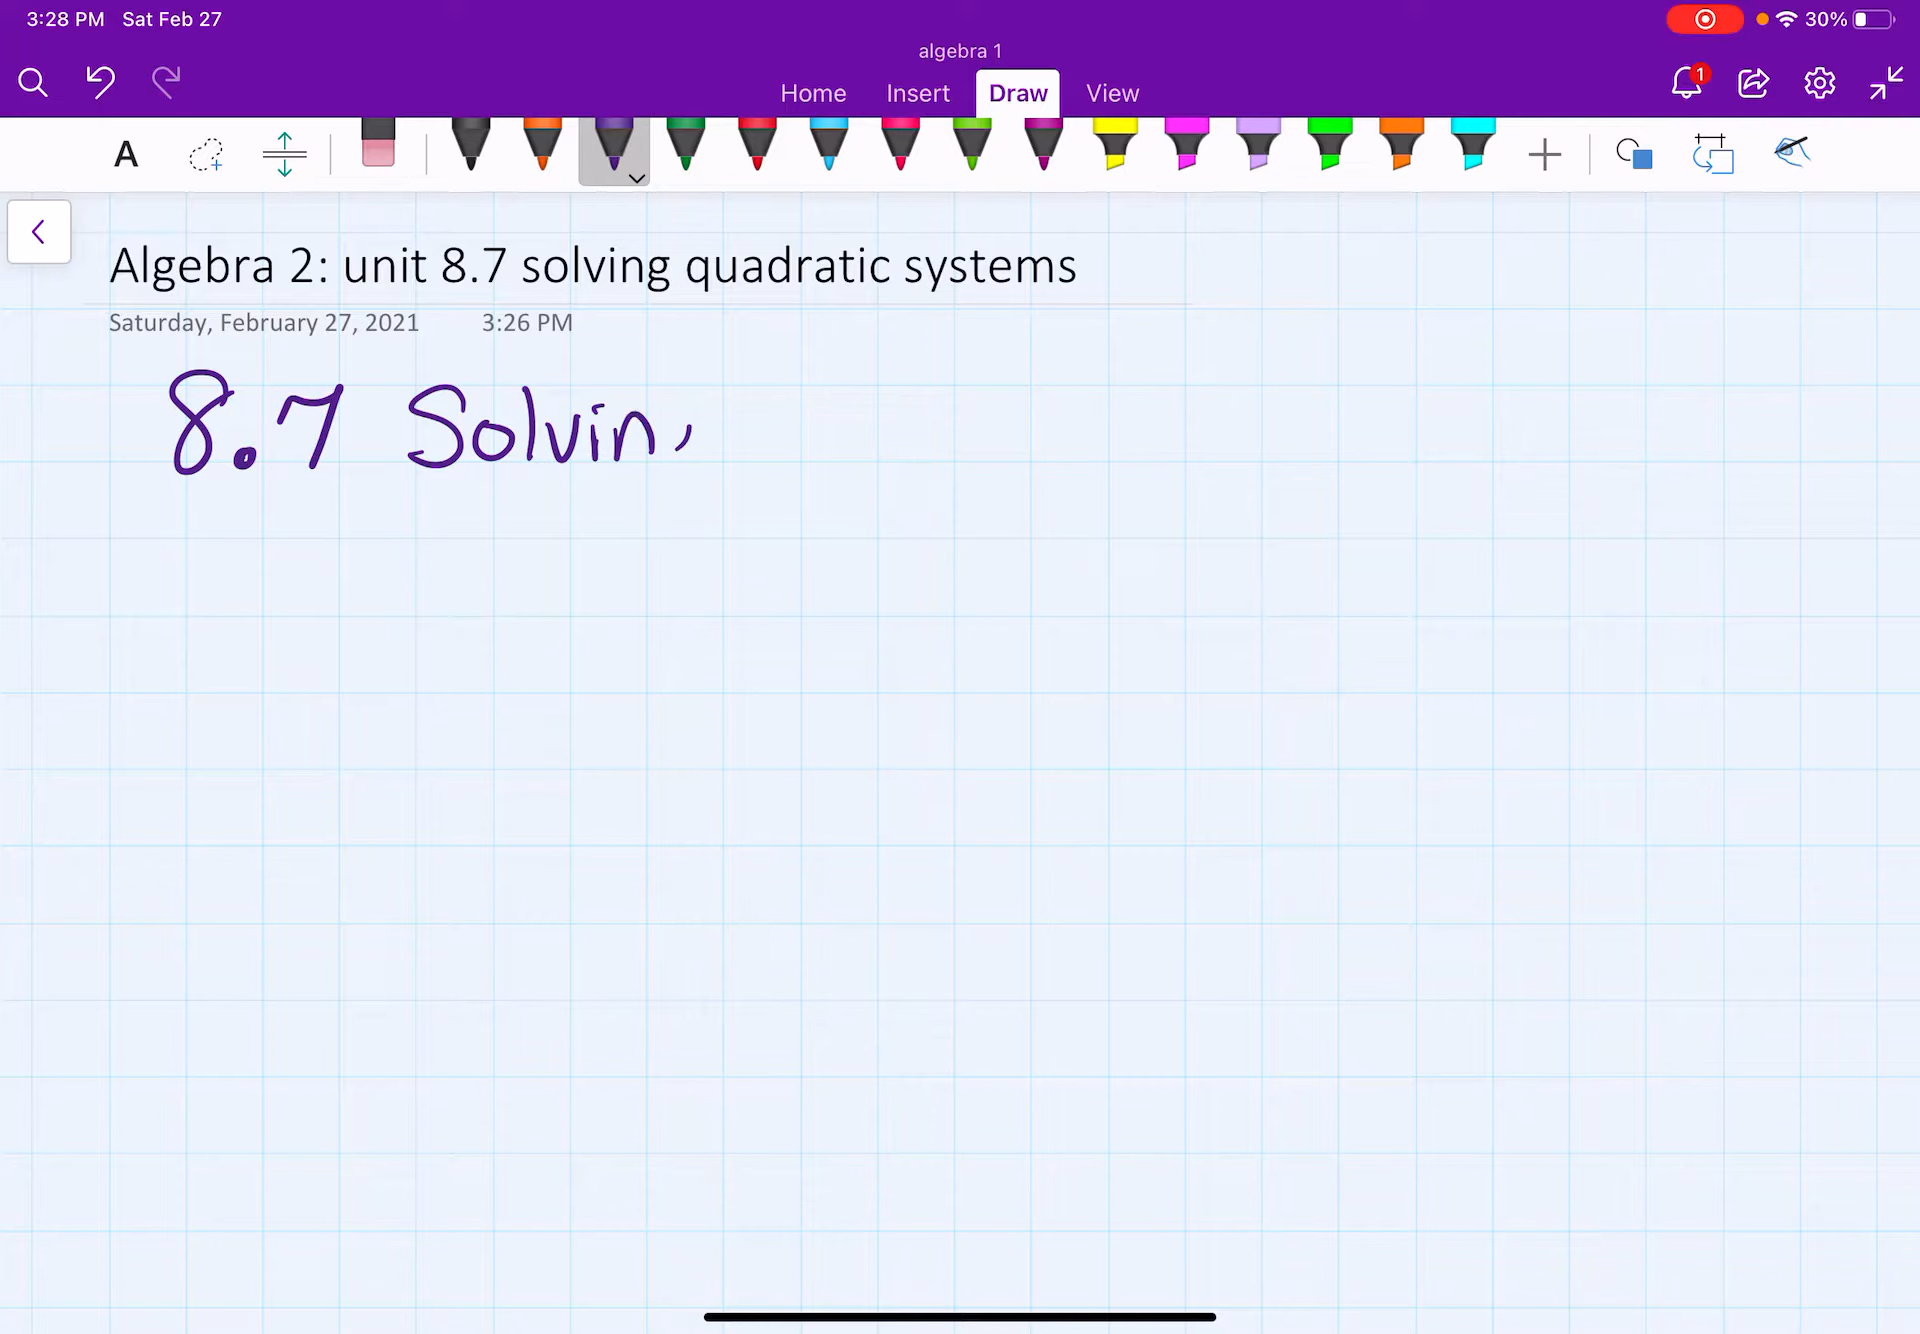 3:28 PM Sat Feb 27
30%
algebra 1
Home Insert Draw View
1
A
Algebra 2: unit 8.7 solving quadratic systems
Saturday, February 27, 2021 3:26 PM
8.7 Solvin